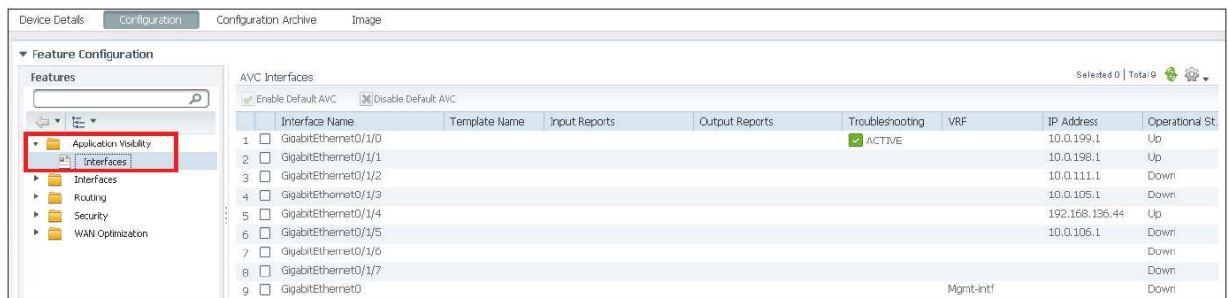 Device Details Configuration Configuration Archive Image
Feature Configuration
Features
AVC Interfaces
Selected 0 | Total 9
Enable Default AVC Disable Default AVC
Interface Name Template Name Input Reports Output Reports Troubleshooting VRF IP Address Operational St.
Application Visibility
Interfaces
Interfaces
Routing
Security
WAN Optimization
1 GigabitEthernet0/1/0 ACTIVE 10.0.199.1 Up
2 GigabitEthernet0/1/1 10.0.198.1 Up
3 GigabitEthernet0/1/2 10.0.111.1 Down
4 GigabitEthernet0/1/3 10.0.105.1 Down
5 GigabitEthernet0/1/4 192.168.136.44 Up
6 GigabitEthernet0/1/5 10.0.106.1 Down
7 GigabitEthernet0/1/6 Down
8 GigabitEthernet0/1/7 Down
9 GigabitEthernet0 Mgmt-intf Down